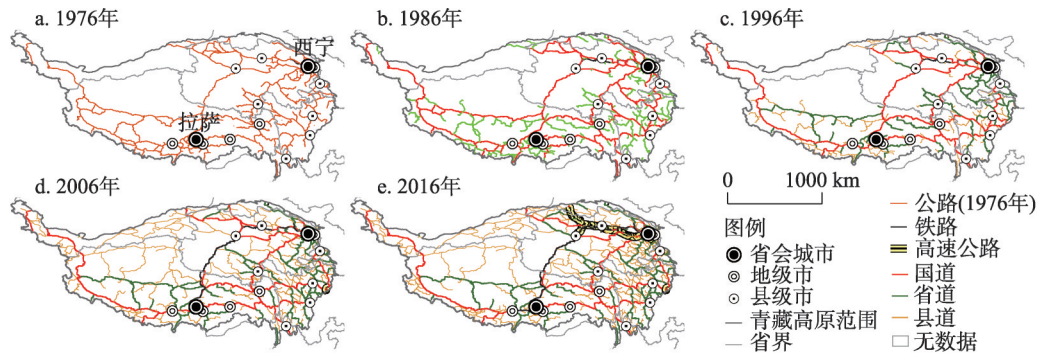 a. 1976年
西宁
拉萨
b. 1986年
c. 1996年
d. 2006年
e. 2016年
0 1000 km
图例
省会城市
地级市
县级市
青藏高原范围
省界
公路(1976年)
铁路
高速公路
国道
省道
县道
无数据